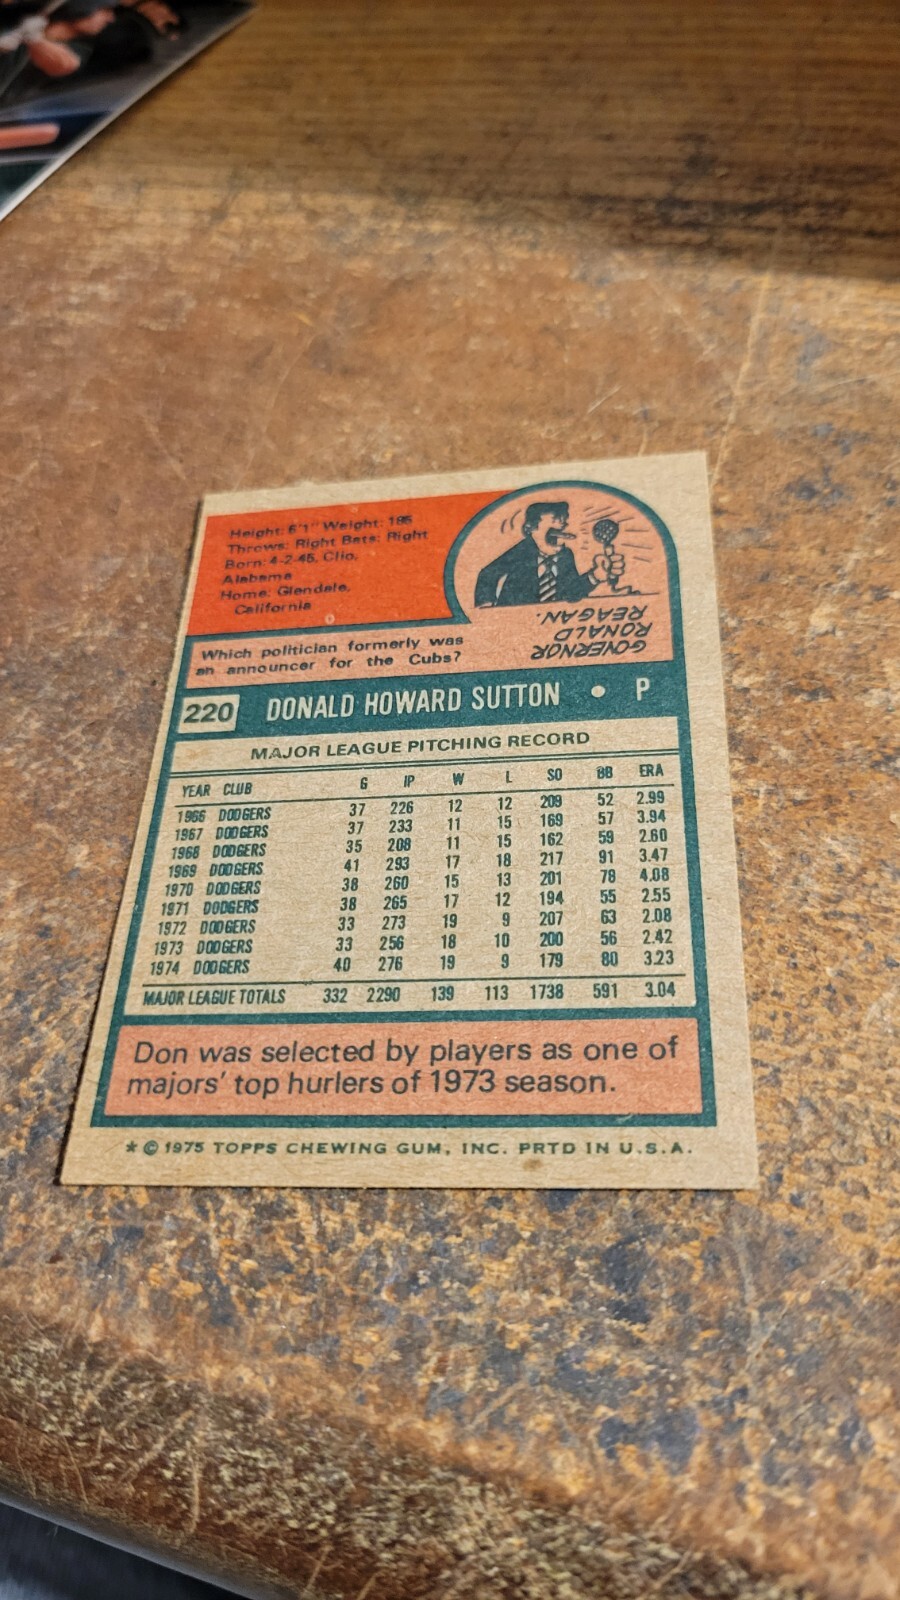 Height: 6'1" Weight: 185
Throws: Right Bats: Right
Born: 4-2-45, Clio,
Alabama
Home: Glendale,
California
GOVERNOR
RONALD
REAGAN.
Which politician formerly was
an announcer for the Cubs?
220 DONALD HOWARD SUTTON • P
MAJOR LEAGUE PITCHING RECORD
YEAR CLUB G IP W L SO BB ERA
1966 DODGERS 37 226 12 12 209 52 2.99
1967 DODGERS 37 233 11 15 169 57 3.94
1968 DODGERS 35 208 11 15 162 59 2.60
1969 DODGERS 41 293 17 18 217 91 3.47
1970 DODGERS 38 260 15 13 201 78 4.08
1971 DODGERS 38 265 17 12 194 55 2.55
1972 DODGERS 33 273 19 9 207 63 2.08
1973 DODGERS 33 256 18 10 200 56 2.42
1974 DODGERS 40 276 19 9 179 80 3.23
MAJOR LEAGUE TOTALS 332 2290 139 113 1738 591 3.04
Don was selected by players as one of
majors' top hurlers of 1973 season.
* © 1975 TOPPS CHEWING GUM, INC. PRTD IN U.S.A.